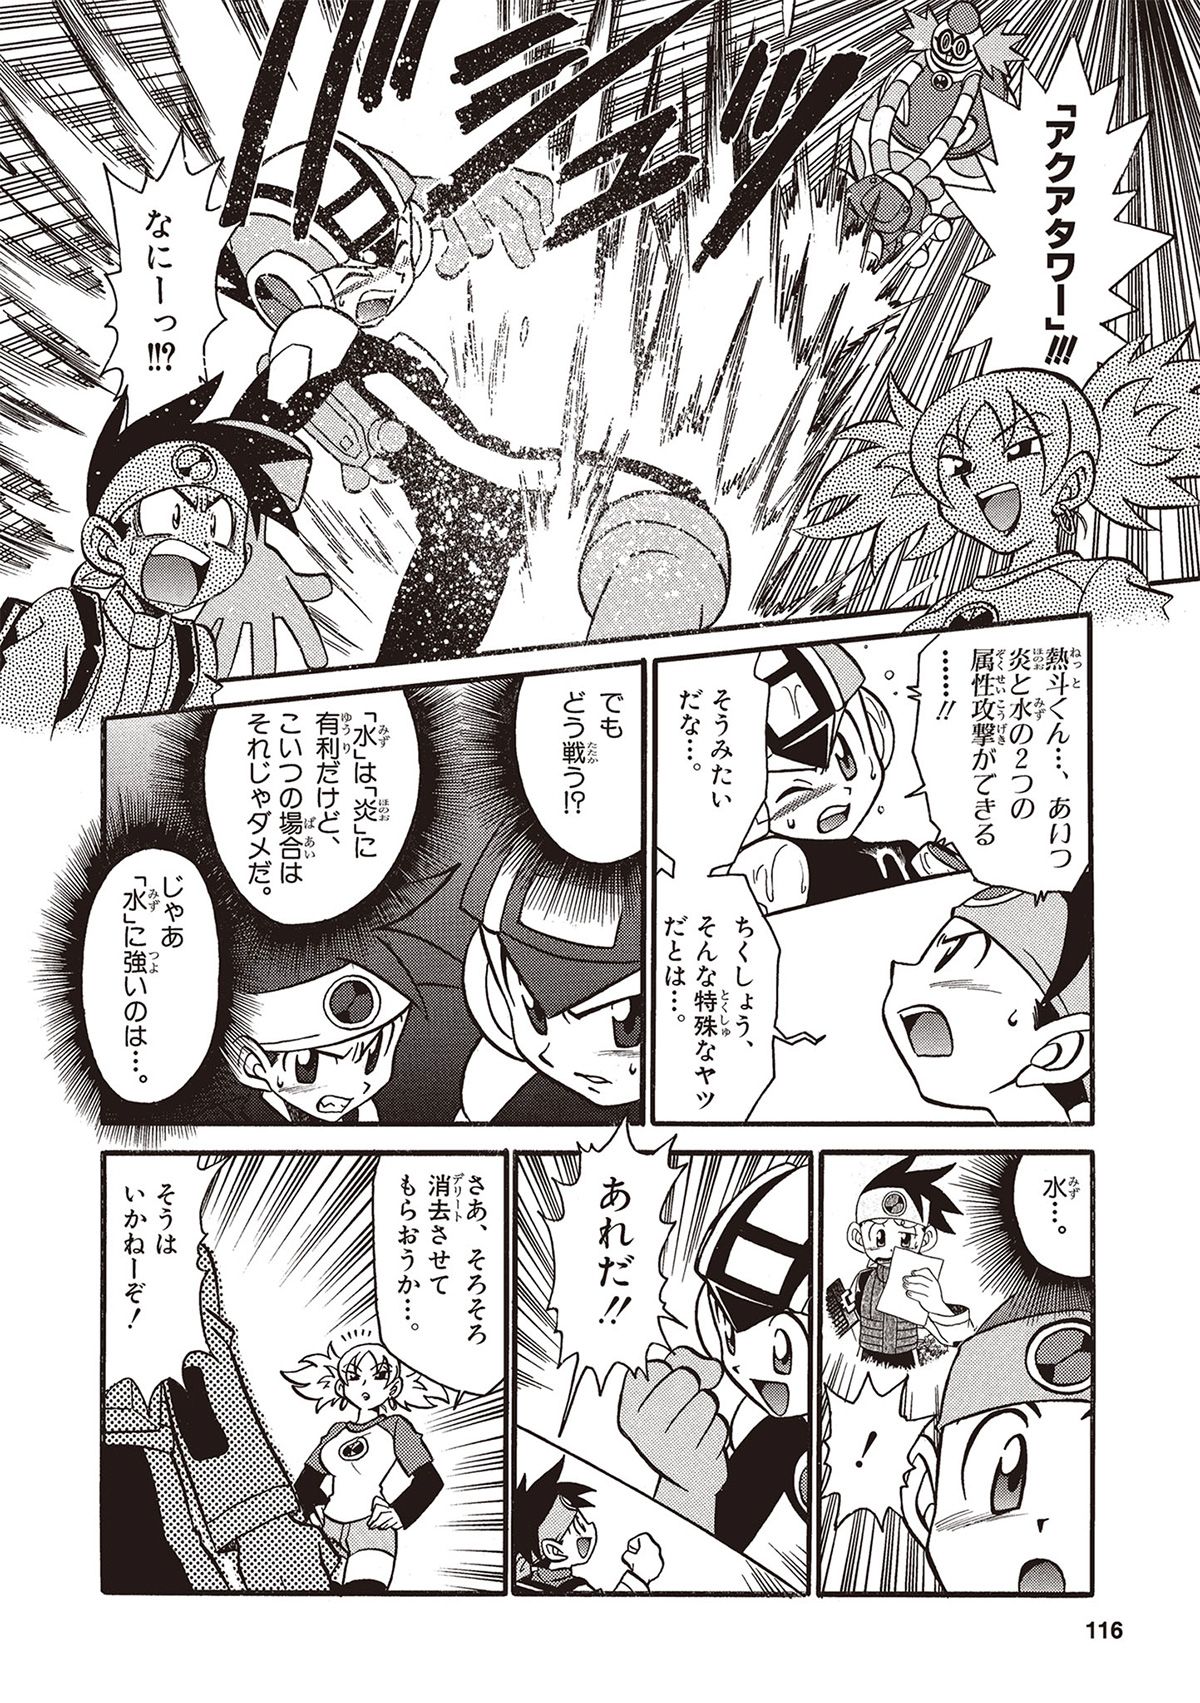 「アクアタワー」!!!
ジュッ
なにーっ!!?
熱斗くん…、あいつ
炎と水の2つの
属性攻撃ができる
……!!
そうみたい
だな…。
ちくしょう、
そんな特殊なヤツ
だとは…。
でも
どう戦う!?
「水」は「炎」に
有利だけど、
こいつの場合は
それじゃダメだ。
じゃあ
「水」に強いのは…。
水…。
!
あれだ!!
さあ、そろそろ
消去させて
もらおうか…。
そうは
いかねーぞ!
116